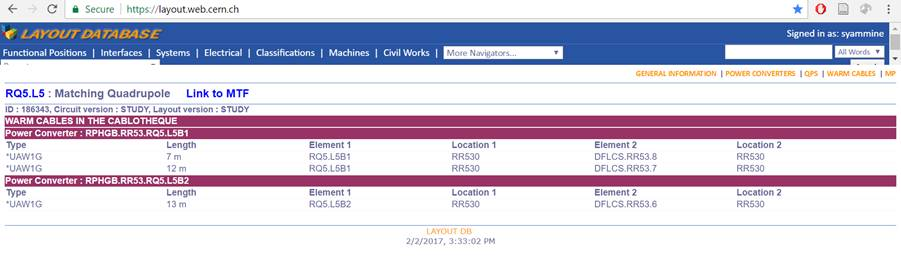 Secure https://layout.web.cern.ch
LAYOUT DATABASE
Signed in as: syammine
Functional Positions | Interfaces | Systems | Electrical | Classifications | Machines | Civil Works | More Navigators... All Words
GENERAL INFORMATION | POWER CONVERTERS | QPS | WARM CABLES | MP
RQ5.L5 : Matching Quadrupole Link to MTF
ID : 186343, Circuit version : STUDY, Layout version : STUDY
WARM CABLES IN THE CABLOTHEQUE
Power Converter : RPHGB.RR53.RQ5.L5B1
Type Length Element 1 Location 1 Element 2 Location 2
*UAW1G 7 m RQ5.L5B1 RR530 DFLCS.RR53.8 RR530
*UAW1G 12 m RQ5.L5B1 RR530 DFLCS.RR53.7 RR530
Power Converter : RPHGB.RR53.RQ5.L5B2
Type Length Element 1 Location 1 Element 2 Location 2
*UAW1G 13 m RQ5.L5B2 RR530 DFLCS.RR53.6 RR530
LAYOUT DB
2/2/2017, 3:33:02 PM